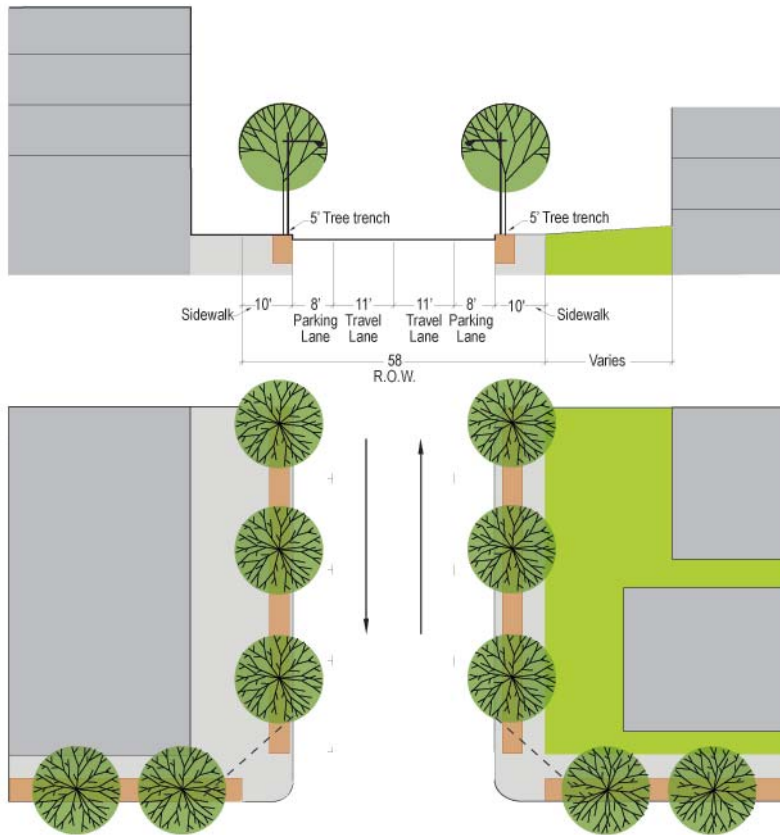 5' Tree trench
5' Tree trench
10'
8'
11'
11'
8'
10'
Sidewalk
Parking
Lane
Travel
Lane
Travel
Lane
Parking
Lane
Sidewalk
58
R.O.W.
Varies